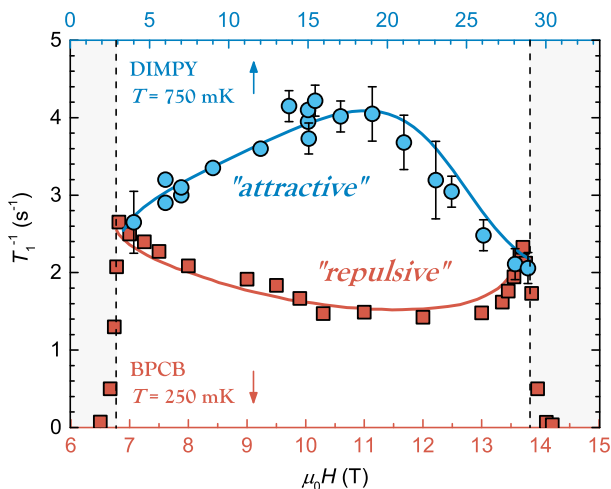 0 5 10 15 20 25 30
5
DIMPY
T = 750 mK
4
"attractive"
3
T₁⁻¹ (s⁻¹)
2
"repulsive"
1
BPCB
T = 250 mK
0
6 7 8 9 10 11 12 13 14 15
μ₀H (T)